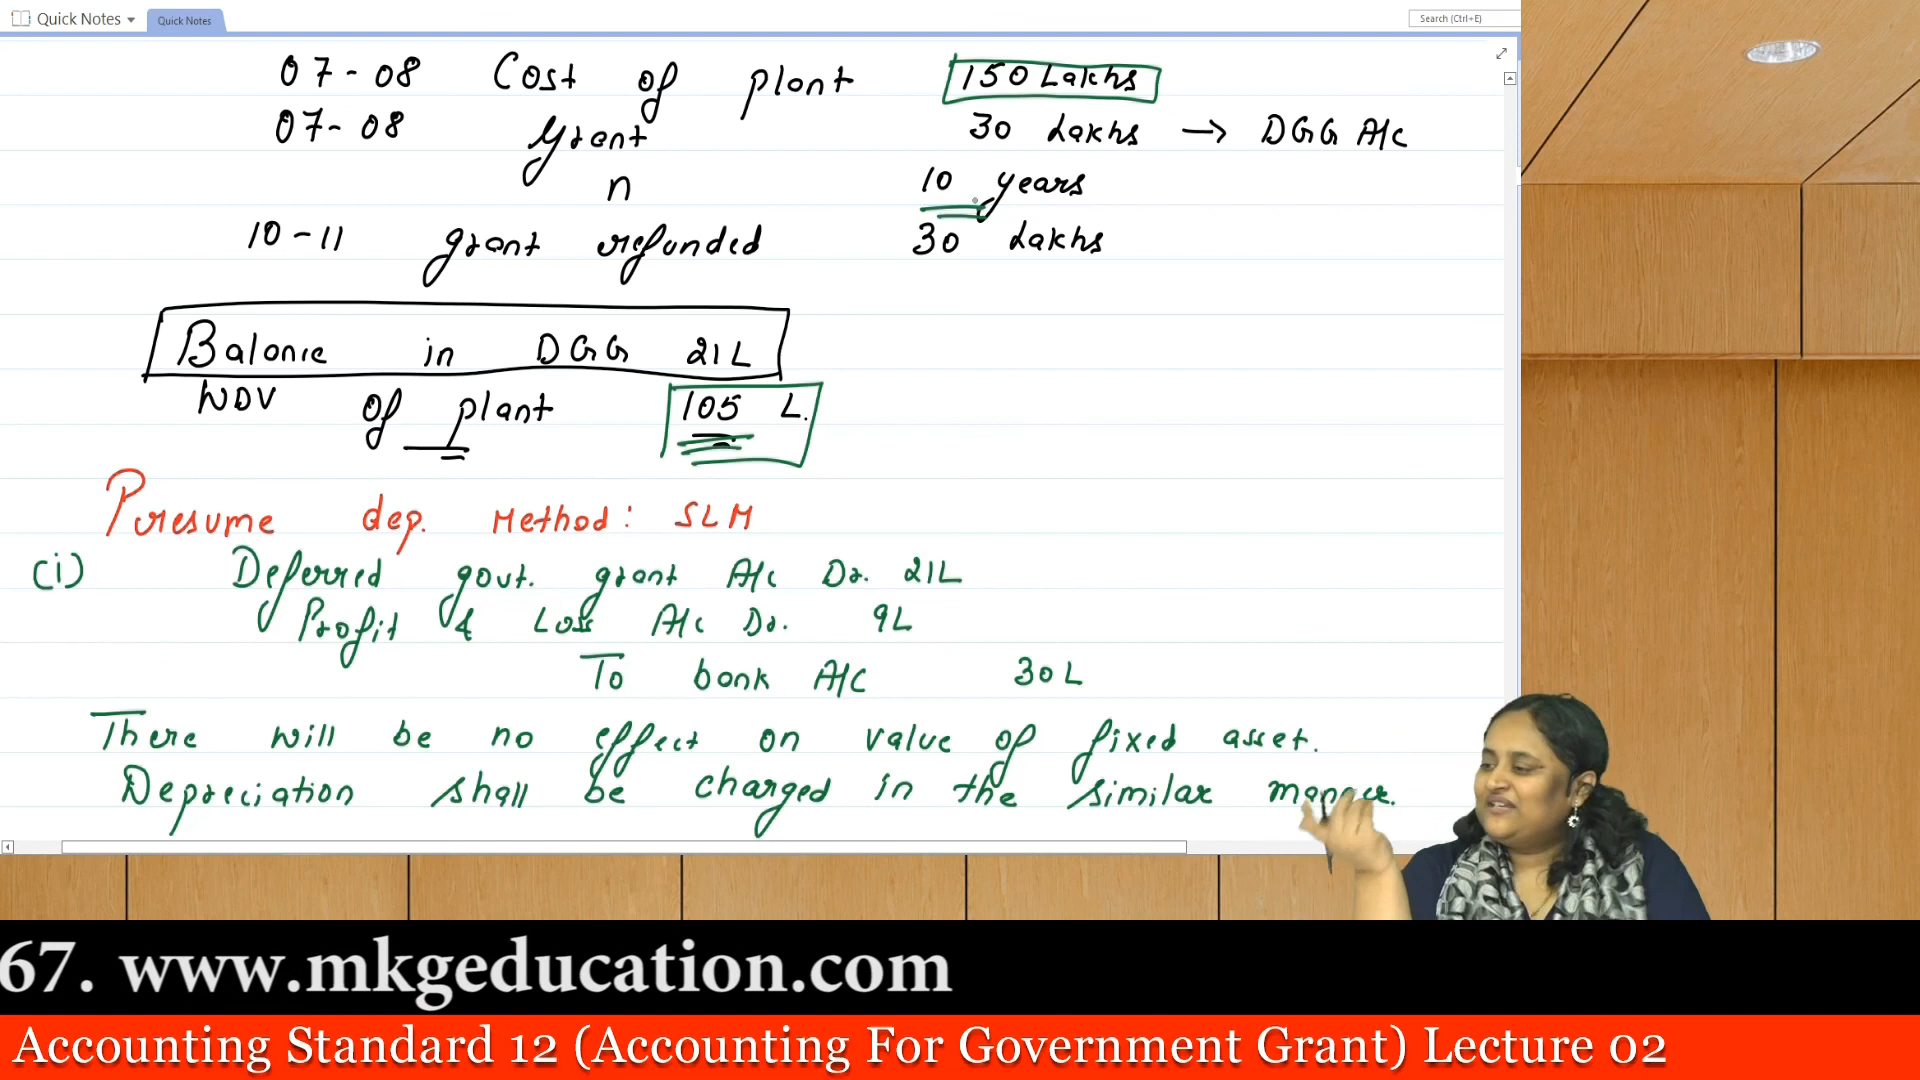 Quick Notes
Quick Notes
Search (Ctrl+E)
07-08 Cost of plant 150 Lakhs
07-08 Grant 30 Lakhs → DGG A/c
n 10 years
10-11 grant refunded 30 Lakhs
Balance in DGG 21L
WDV of plant 105 L.
Presume dep. Method: SLM
(i) Deferred govt. grant A/c Dr. 21L
Profit & Loss A/c Dr. 9L
To bank A/C 30L
There will be no effect on value of fixed asset.
Depreciation shall be charged in the similar manner.
67. www.mkgeducation.com
Accounting Standard 12 (Accounting For Government Grant) Lecture 02